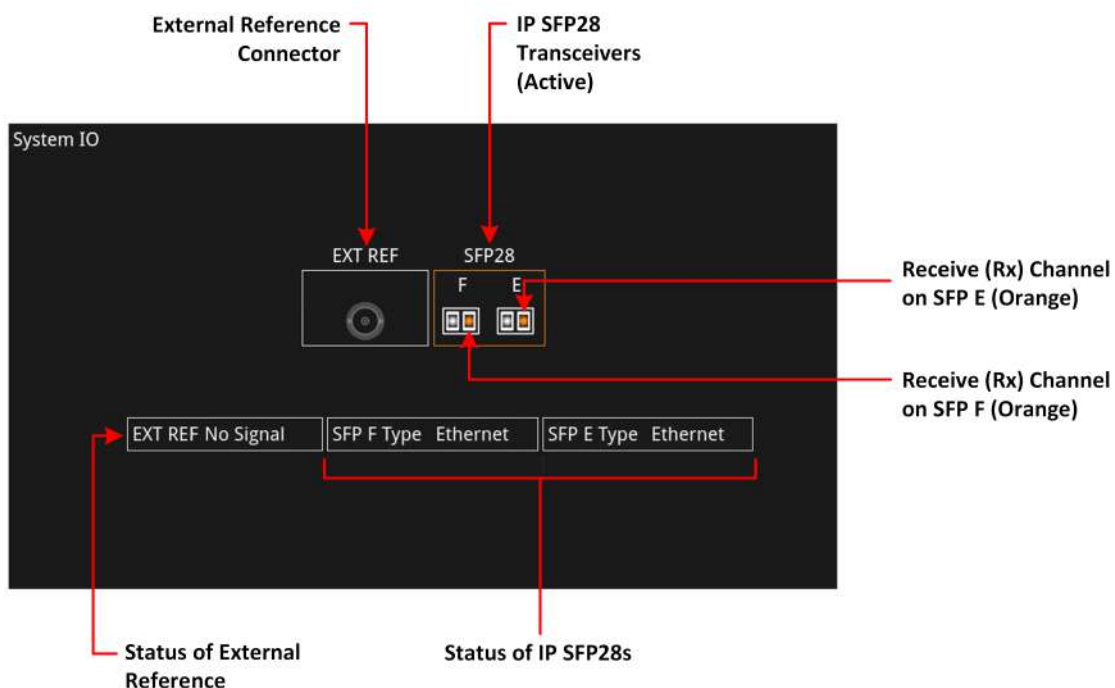 External Reference
Connector
IP SFP28
Transceivers
(Active)
System IO
EXT REF
SFP28
F
E
Receive (Rx) Channel
on SFP E (Orange)
Receive (Rx) Channel
on SFP F (Orange)
EXT REF No Signal
SFP F Type Ethernet
SFP E Type Ethernet
Status of External
Reference
Status of IP SFP28s